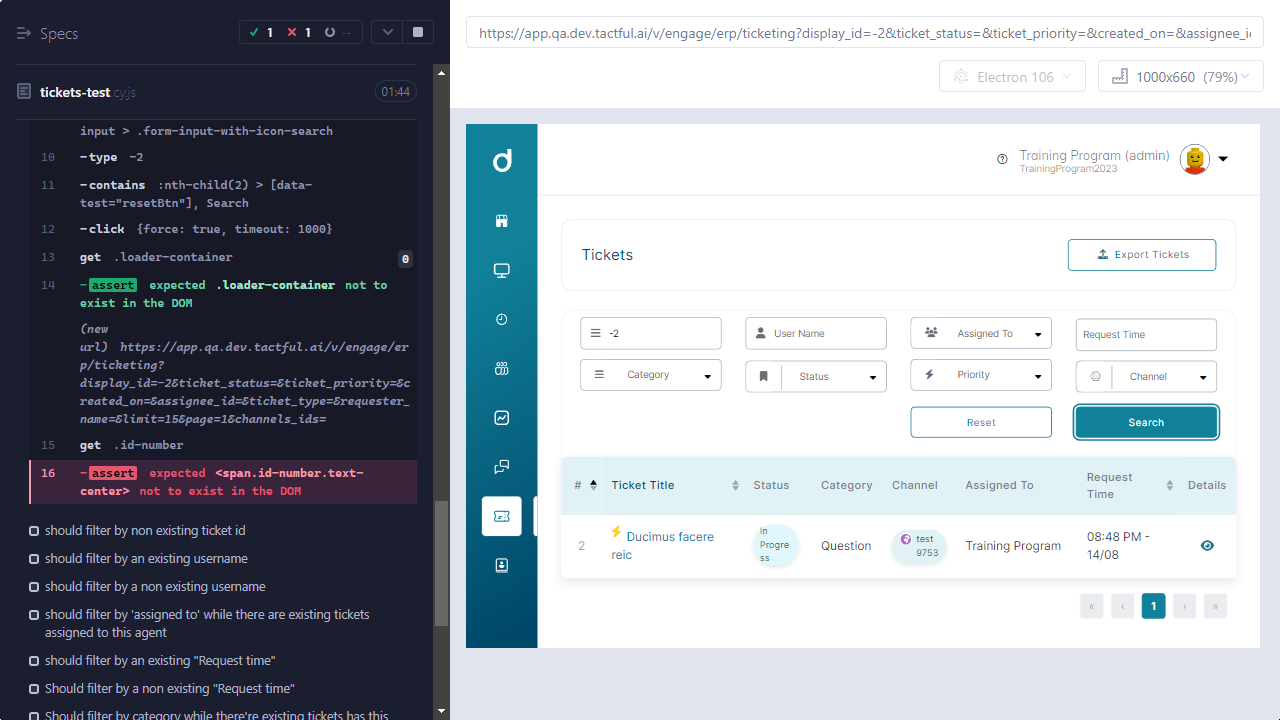 Specs
1
1
--
tickets-test cy.js
01:44
input > .form-input-with-icon-search
10 -type -2
11 -contains :nth-child(2) > [data-
test="resetBtn"], Search
12 -click {force: true, timeout: 1000}
13 get .loader-container 0
14 -assert expected .loader-container not to
exist in the DOM
(new
url) https://app.qa.dev.tactful.ai/v/engage/er
p/ticketing?
display_id=-2&ticket_status=&ticket_priority=&c
reated_on=&assignee_id=&ticket_type=&requester_
name=&limit=15&page=1&channels_ids=
15 get .id-number
16 -assert expected <span.id-number.text-
center> not to exist in the DOM
should filter by non existing ticket id
should filter by an existing username
should filter by a non existing username
should filter by 'assigned to' while there are existing tickets
assigned to this agent
should filter by an existing "Request time"
Should filter by a non existing "Request time"
Should filter by category while there're existing tickets has this
https://app.qa.dev.tactful.ai/v/engage/erp/ticketing?display_id=-2&ticket_status=&ticket_priority=&created_on=&assignee_id
Electron 106
1000x660 (79%)
d
Training Program (admin)
TrainingProgram2023
Tickets
Export Tickets
-2
User Name
Assigned To
Request Time
Category
Status
Priority
Channel
Reset
Search
# Ticket Title Status Category Channel Assigned To Request
Time Details
2 Ducimus facere
reic
In
Progre
ss
Question
test
9753
Training Program
08:48 PM -
14/08
« ‹ 1 › »